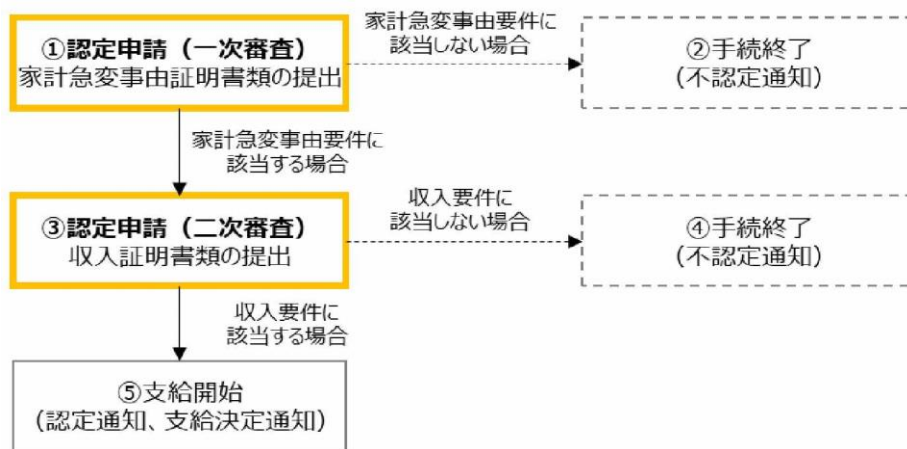 家計急変事由要件に
該当しない場合
①認定申請（一次審査）
家計急変事由証明書類の提出
②手続終了
(不認定通知)
家計急変事由要件に
該当する場合
収入要件に
該当しない場合
③認定申請（二次審査）
収入証明書類の提出
④手続終了
(不認定通知)
収入要件に
該当する場合
⑤支給開始
(認定通知、支給決定通知)